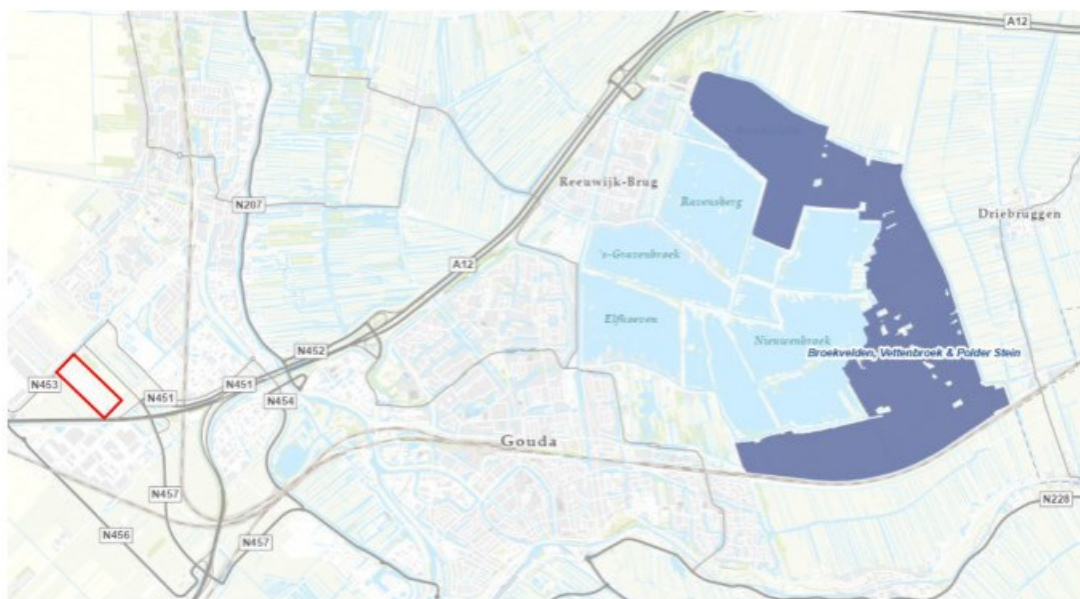 A12
Reeuwijk-Brug
Ravensberg
N207
Driebruggen
's-Gravenbroek
A12
Elfhoeven
Nieuwenbroek
N452
Broekvelden, Vettenbroek & Polder Stein
N453
N451
N451
N454
Gouda
N457
N228
N456
N457